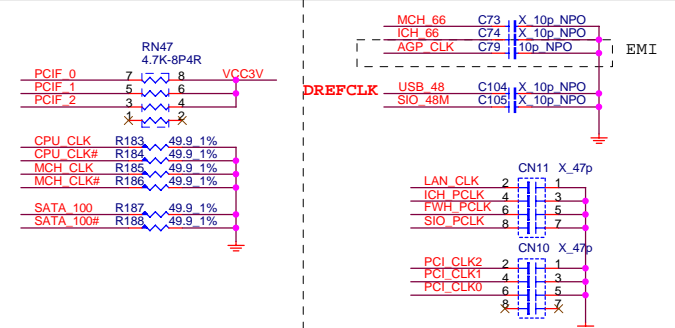 RN47
4.7K-8P4R
PCIF_0 7 8 VCC3V
PCIF_1 5 6
PCIF_2 3 4
1 2
CPU_CLK R183 49.9_1%
CPU_CLK# R184 49.9_1%
MCH_CLK R185 49.9_1%
MCH_CLK# R186 49.9_1%
SATA_100 R187 49.9_1%
SATA_100# R188 49.9_1%
MCH_66 C73 X_10p_NPO
ICH_66 C74 X_10p_NPO
AGP_CLK C79 10p_NPO EMI
DREFCLK USB_48 C104 X_10p_NPO
SIO_48M C105 X_10p_NPO
CN11 X_47p
LAN_CLK 2 1
ICH_PCLK 4 3
FWH_PCLK 6 5
SIO_PCLK 8 7
CN10 X_47p
PCI_CLK2 2 1
PCI_CLK1 4 3
PCI_CLK0 6 5
8 7